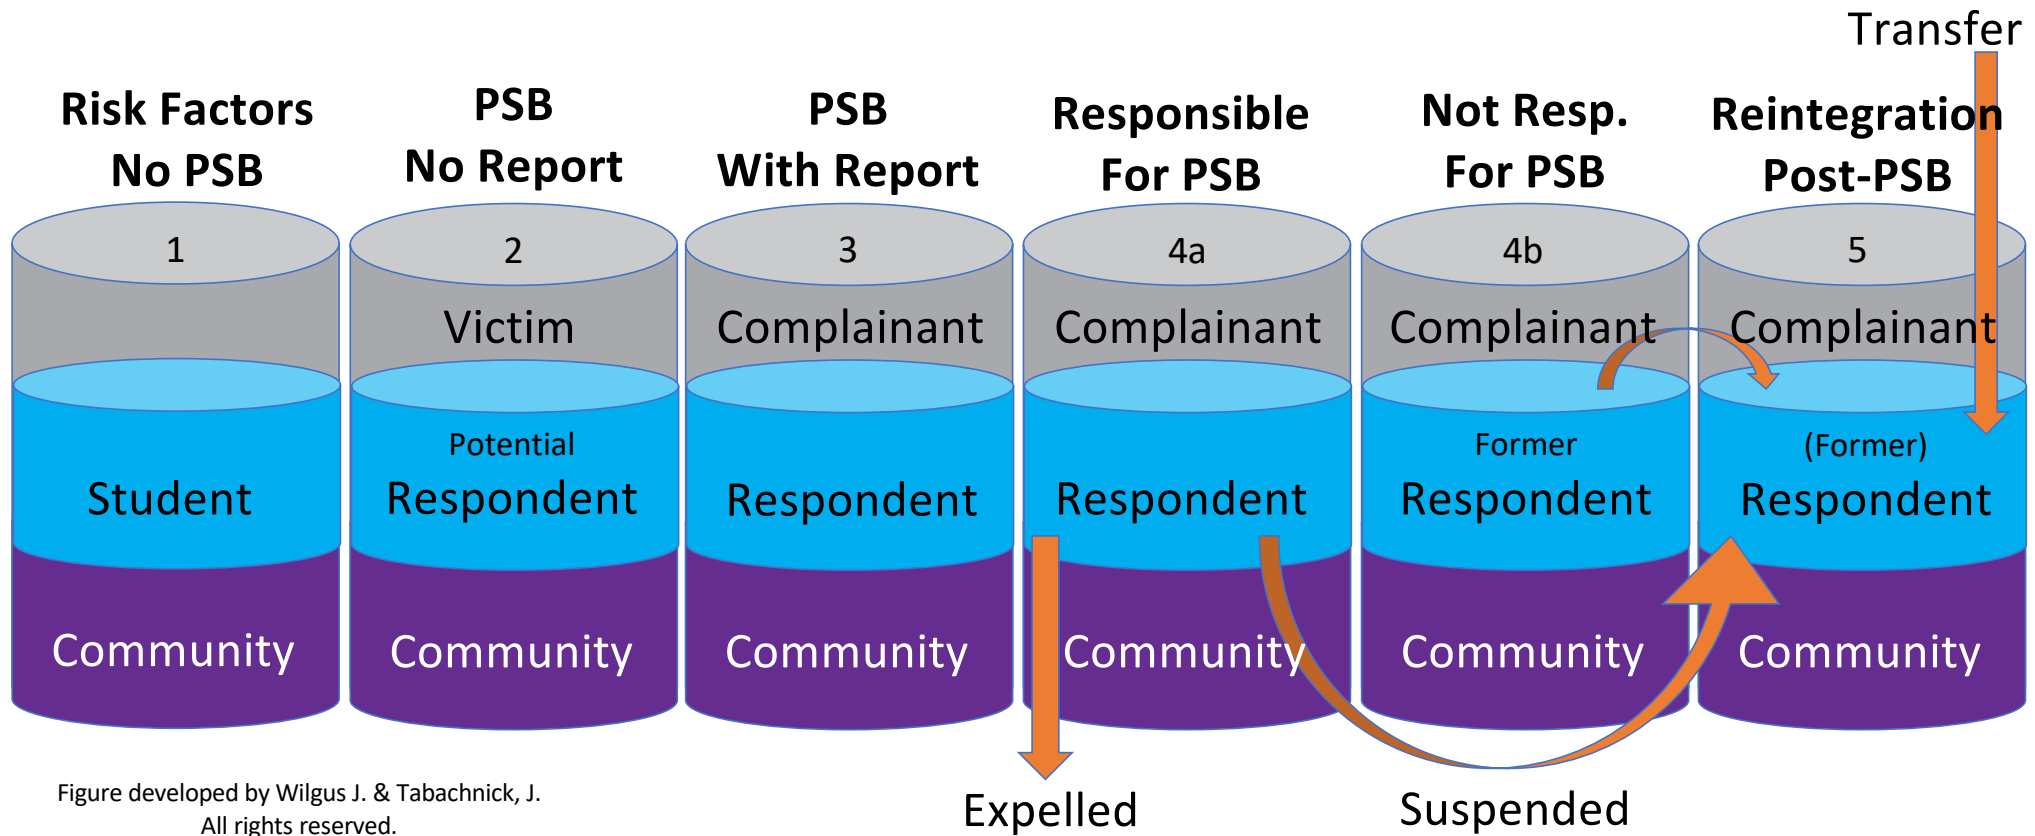 Transfer
Risk Factors
No PSB
PSB
No Report
PSB
With Report
Responsible
For PSB
Not Resp.
For PSB
Reintegration
Post-PSB
1
2
3
4a
4b
5
Victim
Complainant
Complainant
Complainant
Complainant
Student
Potential
Respondent
Respondent
Respondent
Former
Respondent
(Former)
Respondent
Community
Community
Community
Community
Community
Community
Expelled
Suspended
Figure developed by Wilgus J. & Tabachnick, J.
All rights reserved.